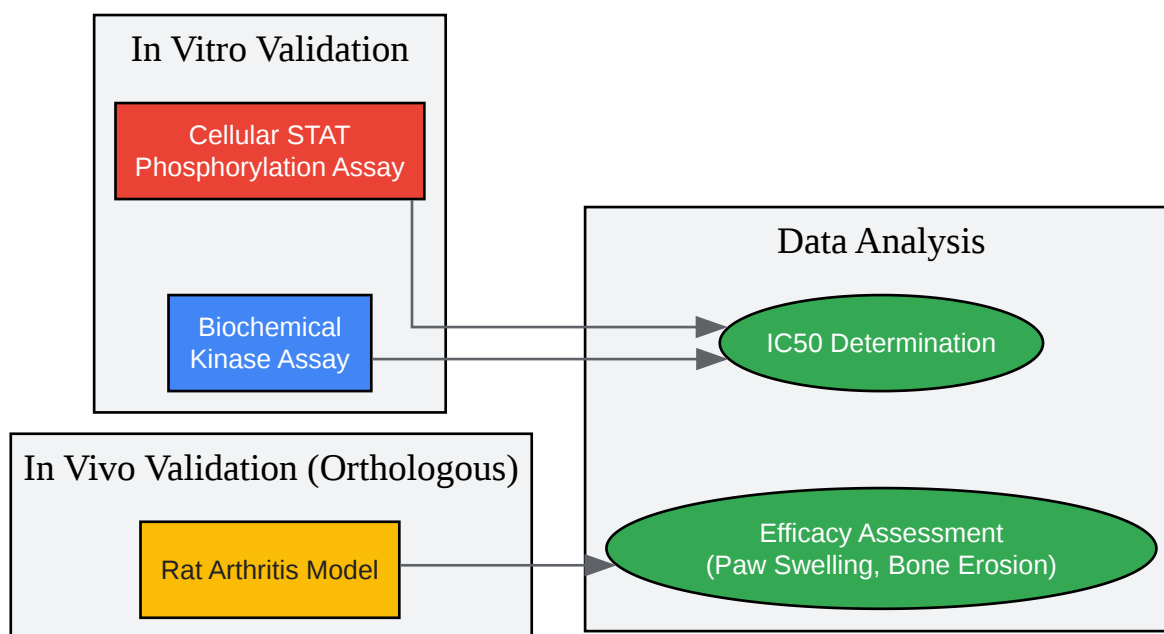 In Vitro Validation
Cellular STAT
Phosphorylation Assay
Biochemical
Kinase Assay
In Vivo Validation (Orthologous)
Rat Arthritis Model
Data Analysis
IC50 Determination
Efficacy Assessment
(Paw Swelling, Bone Erosion)